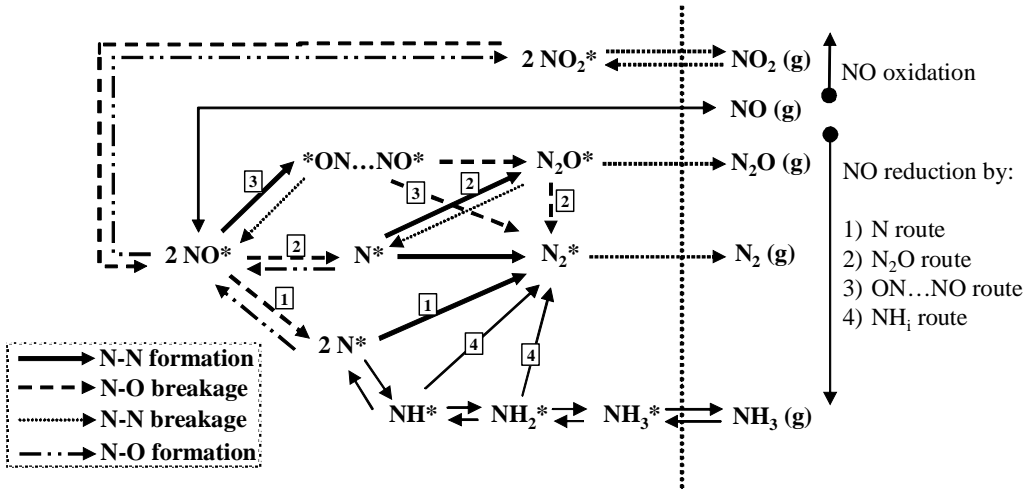 2 NO₂*
NO₂ (g)
NO oxidation
NO (g)
*ON…NO*
N₂O*
N₂O (g)
NO reduction by:
3
2
3
2
1) N route
2 NO*
2
N*
N₂*
N₂ (g)
2) N₂O route
3) ON…NO route
1
1
4) NHᵢ route
2 N*
4
4
N-N formation
N-O breakage
NH*
NH₂*
NH₃*
NH₃ (g)
N-N breakage
N-O formation